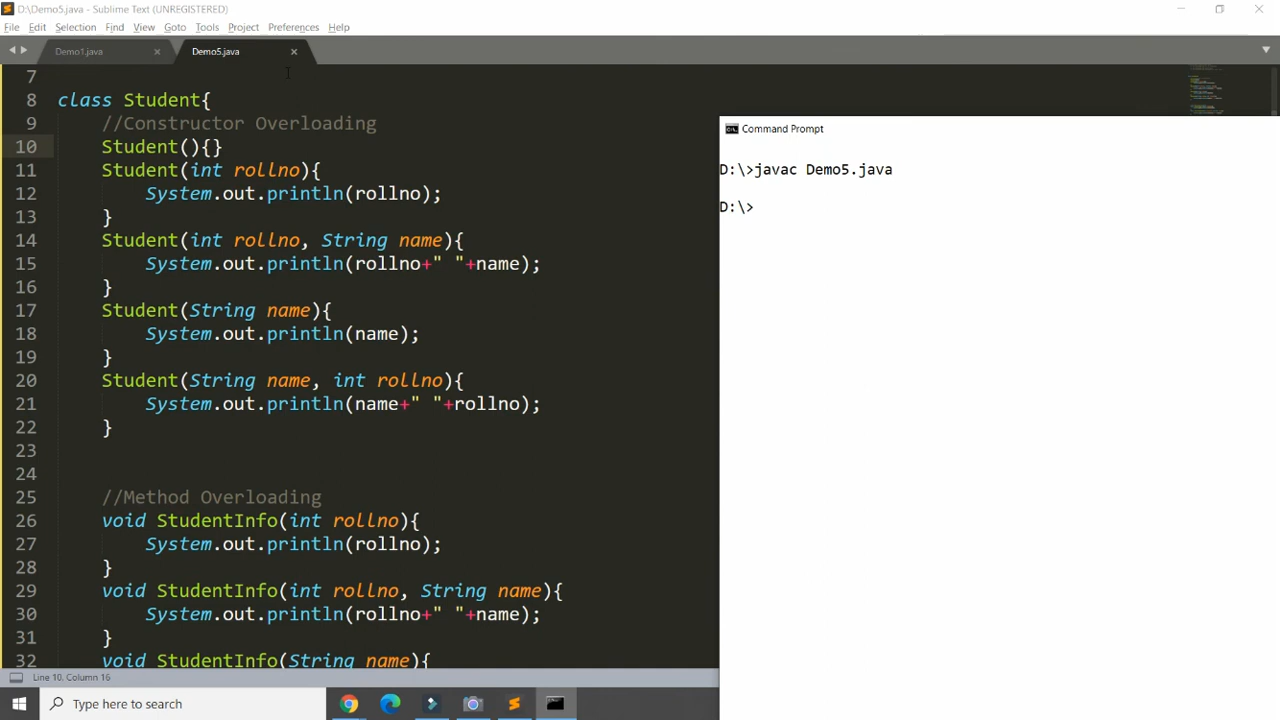 D:\Demo5.java - Sublime Text (UNREGISTERED)
File Edit Selection Find View Goto Tools Project Preferences Help
Demo1.java
Demo5.java
7
8 class Student{
9 //Constructor Overloading
10 Student(){}
11 Student(int rollno){
12 System.out.println(rollno);
13 }
14 Student(int rollno, String name){
15 System.out.println(rollno+" "+name);
16 }
17 Student(String name){
18 System.out.println(name);
19 }
20 Student(String name, int rollno){
21 System.out.println(name+" "+rollno);
22 }
23
24
25 //Method Overloading
26 void StudentInfo(int rollno){
27 System.out.println(rollno);
28 }
29 void StudentInfo(int rollno, String name){
30 System.out.println(rollno+" "+name);
31 }
32 void StudentInfo(String name){
Command Prompt
D:\>javac Demo5.java
D:\>
Line 10, Column 16
Type here to search